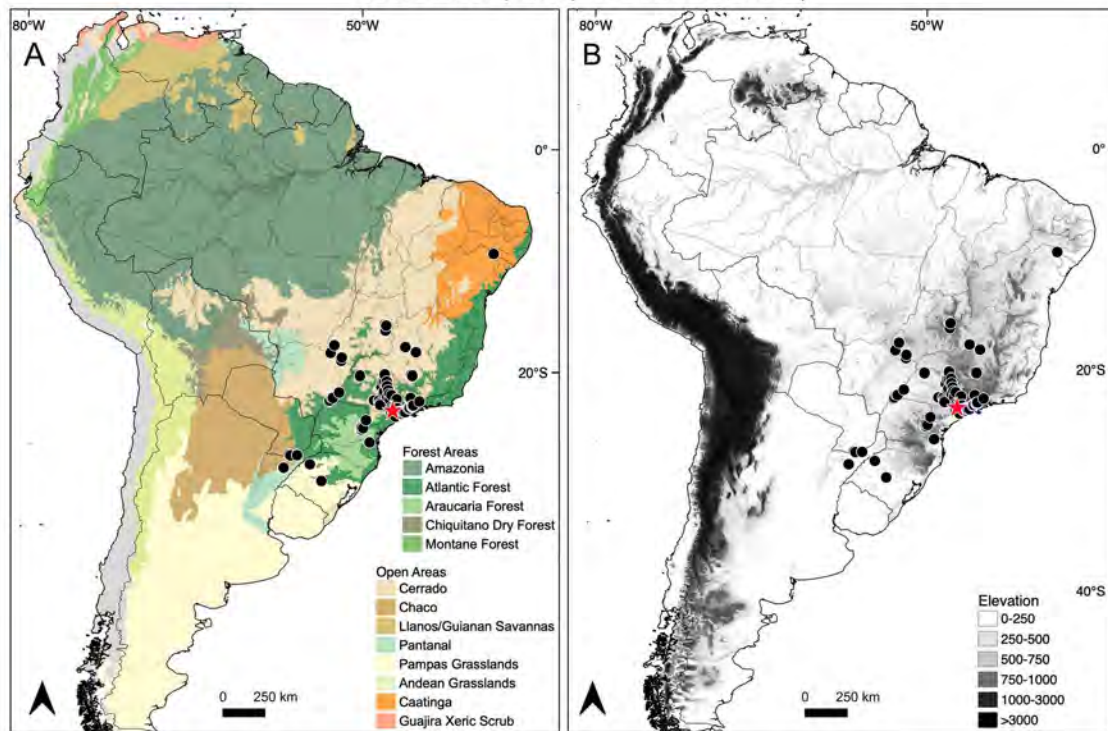 80°W
50°W
A
0°
20°S
Forest Areas
Amazonia
Atlantic Forest
Araucaria Forest
Chiquitano Dry Forest
Montane Forest
Open Areas
Cerrado
Chaco
Llanos/Guianan Savannas
Pantanal
Pampas Grasslands
Andean Grasslands
Caatinga
Guajira Xeric Scrub
0 250 km
80°W
50°W
B
0°
20°S
40°S
Elevation
0-250
250-500
500-750
750-1000
1000-3000
>3000
0 250 km